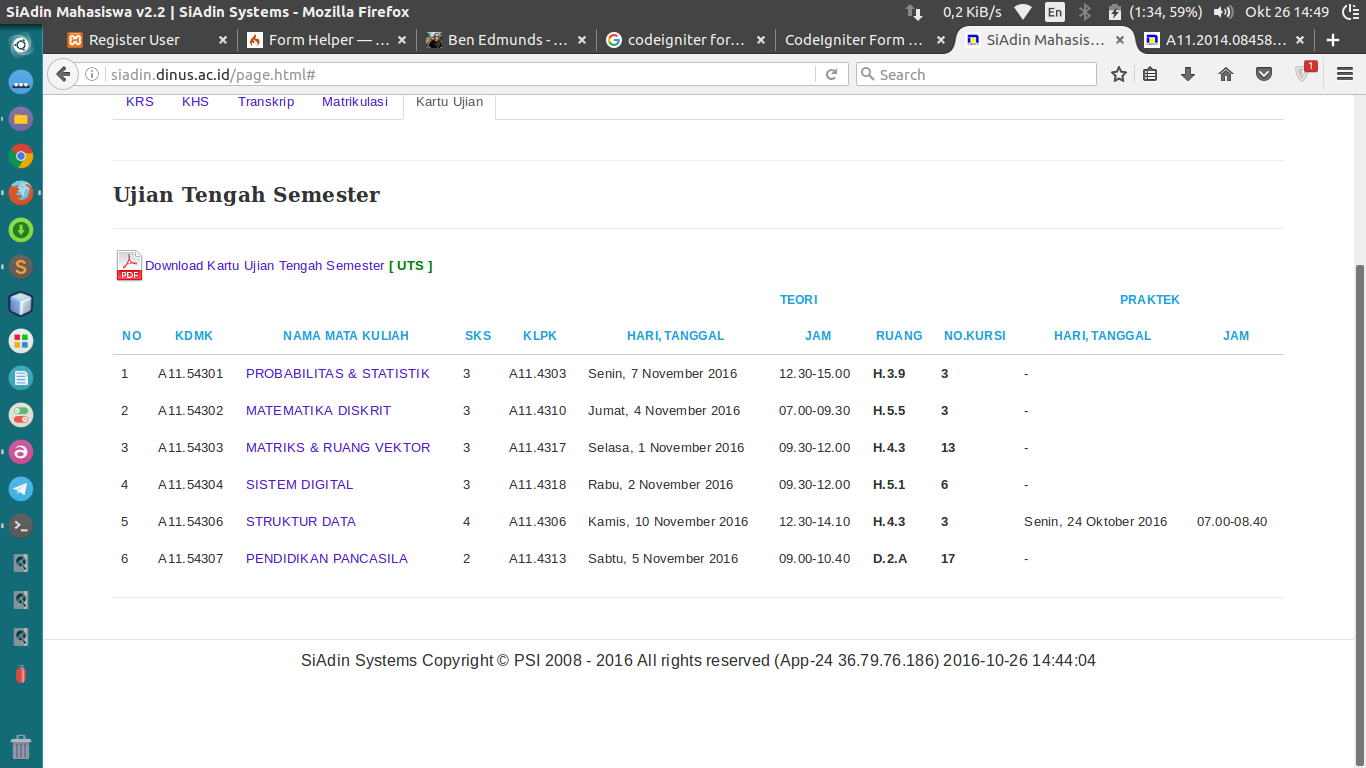 SiAdin Mahasiswa v2.2 | SiAdin Systems - Mozilla Firefox 0,2 KiB/s En (1:34, 59%) Okt 26 14:49
Register User × Form Helper — ... × Ben Edmunds - ... × codeigniter for... × CodeIgniter Form ... × SiAdin Mahasis... × A11.2014.08458... × +
siadin.dinus.ac.id/page.html# Search 1
KRS KHS Transkrip Matrikulasi Kartu Ujian
Ujian Tengah Semester
PDF Download Kartu Ujian Tengah Semester [ UTS ]
TEORI PRAKTEK
NO KDMK NAMA MATA KULIAH SKS KLPK HARI, TANGGAL JAM RUANG NO.KURSI HARI, TANGGAL JAM
1 A11.54301 PROBABILITAS & STATISTIK 3 A11.4303 Senin, 7 November 2016 12.30-15.00 H.3.9 3 -
2 A11.54302 MATEMATIKA DISKRIT 3 A11.4310 Jumat, 4 November 2016 07.00-09.30 H.5.5 3 -
3 A11.54303 MATRIKS & RUANG VEKTOR 3 A11.4317 Selasa, 1 November 2016 09.30-12.00 H.4.3 13 -
4 A11.54304 SISTEM DIGITAL 3 A11.4318 Rabu, 2 November 2016 09.30-12.00 H.5.1 6 -
5 A11.54306 STRUKTUR DATA 4 A11.4306 Kamis, 10 November 2016 12.30-14.10 H.4.3 3 Senin, 24 Oktober 2016 07.00-08.40
6 A11.54307 PENDIDIKAN PANCASILA 2 A11.4313 Sabtu, 5 November 2016 09.00-10.40 D.2.A 17 -
SiAdin Systems Copyright © PSI 2008 - 2016 All rights reserved (App-24 36.79.76.186) 2016-10-26 14:44:04